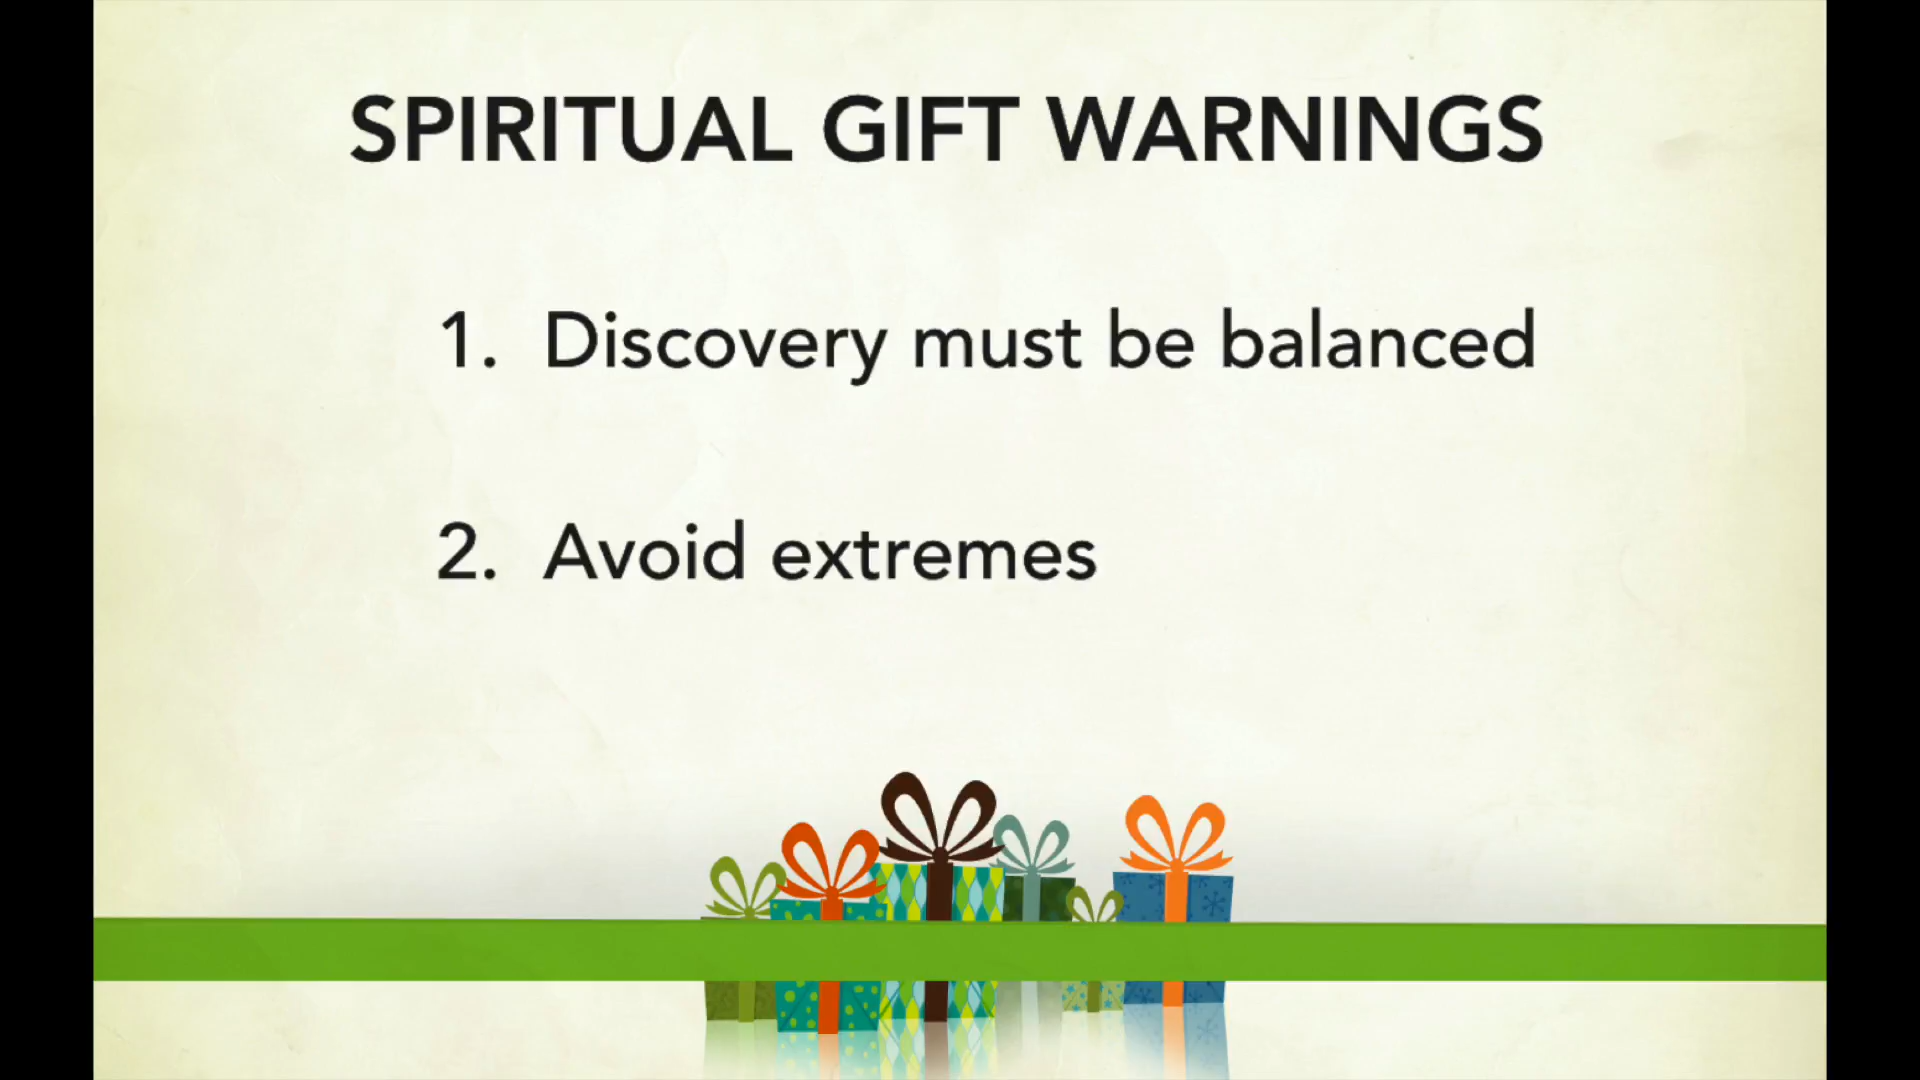 SPIRITUAL GIFT WARNINGS
1. Discovery must be balanced
2. Avoid extremes